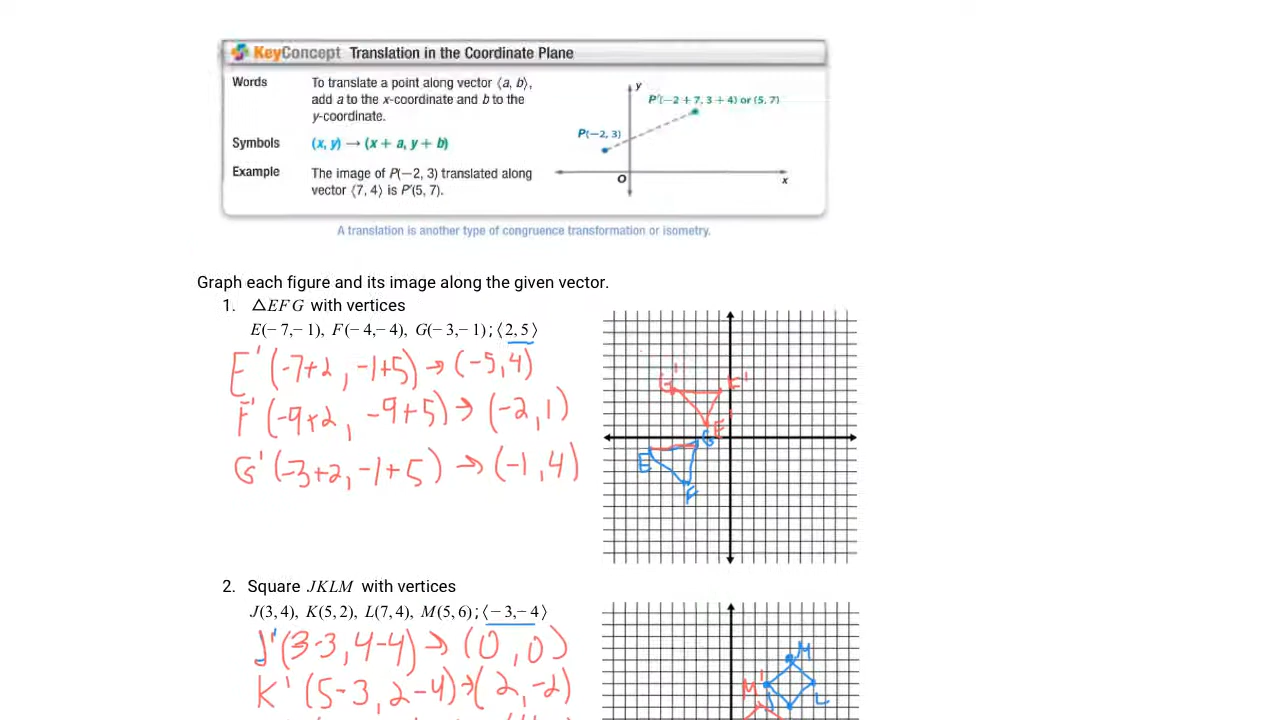 KeyConcept Translation in the Coordinate Plane
Words To translate a point along vector ⟨a, b⟩,
add a to the x-coordinate and b to the
y-coordinate.
Symbols (x, y) → (x + a, y + b)
Example The image of P(−2, 3) translated along
vector ⟨7, 4⟩ is P′(5, 7).
y
P′(−2 + 7, 3 + 4) or (5, 7)
P(−2, 3)
O
x
A translation is another type of congruence transformation or isometry.
Graph each figure and its image along the given vector.
1. △EFG with vertices
E(−7,−1), F(−4,−4), G(−3,−1); ⟨2,5⟩
E'(-7+2, -1+5) → (-5,4)
F'(-9+2, -9+5) → (-2,1)
G'(-3+2, -1+5) → (-1,4)
G' E'
F'
G
E
F
2. Square JKLM with vertices
J(3,4), K(5,2), L(7,4), M(5,6); ⟨−3,−4⟩
J'(3-3, 4-4) → (0,0)
K'(5-3, 2-4) → (2,-2)
M
M' J L